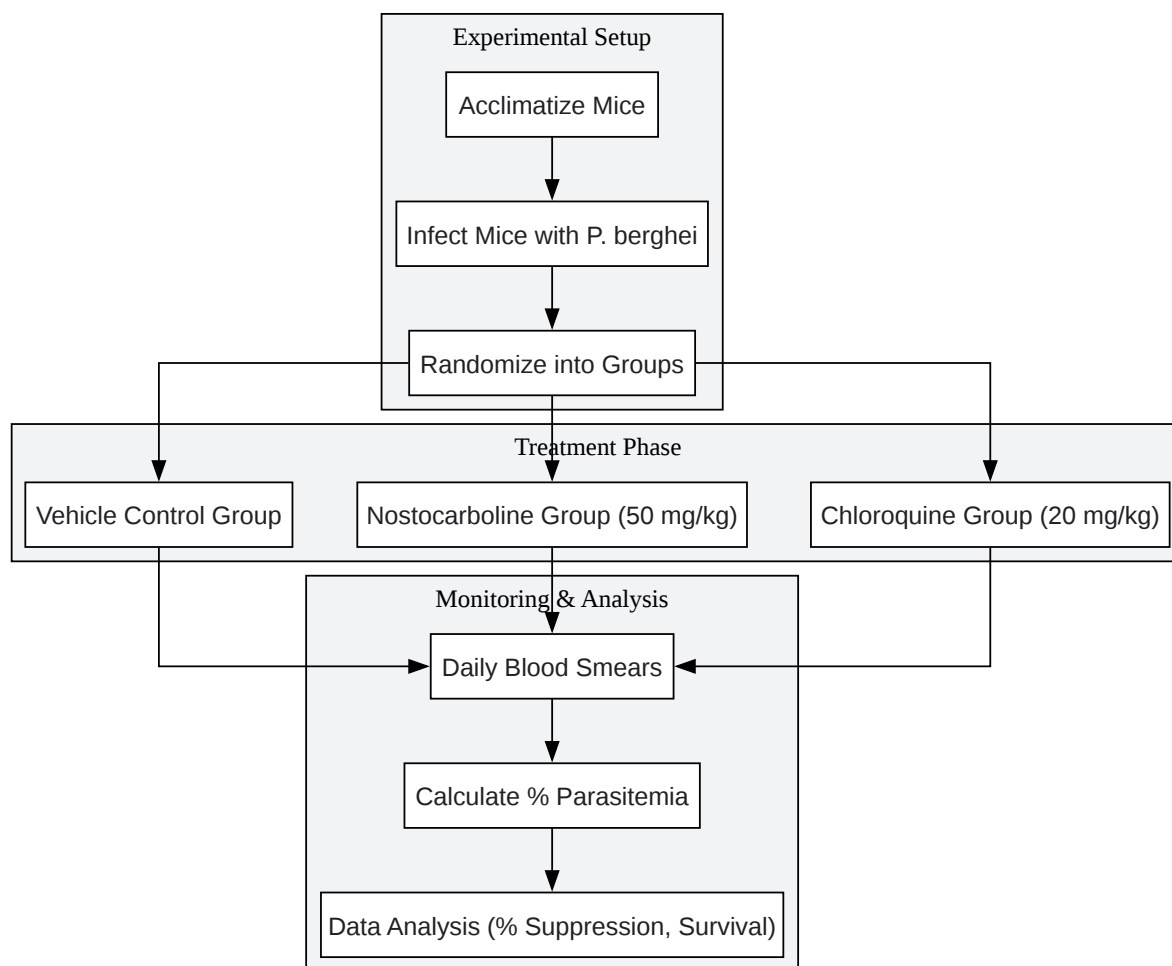 Experimental Setup
Acclimatize Mice
Infect Mice with P. berghei
Randomize into Groups
Treatment Phase
Vehicle Control Group
Nostocarboline Group (50 mg/kg)
Chloroquine Group (20 mg/kg)
Monitoring & Analysis
Daily Blood Smears
Calculate % Parasitemia
Data Analysis (% Suppression, Survival)